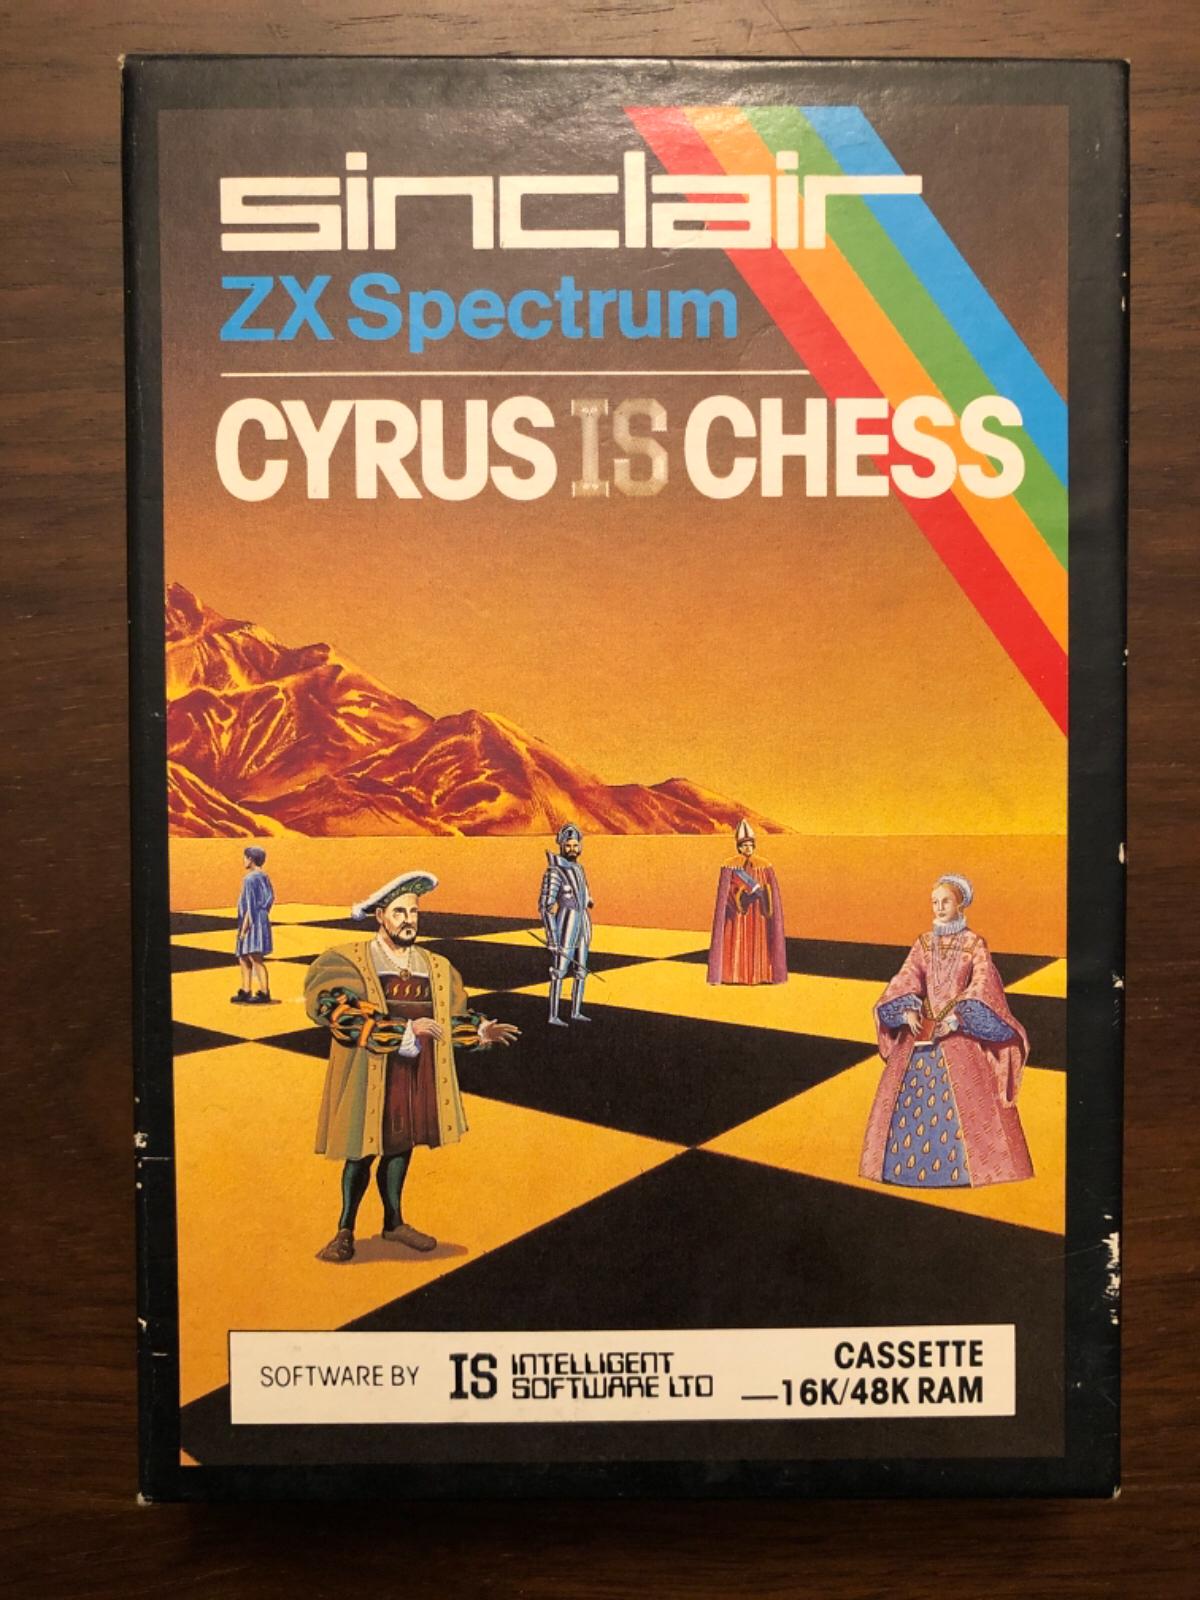 sinclair
ZX Spectrum
CYRUS IS CHESS
SOFTWARE BY IS INTELLIGENT SOFTWARE LTD
CASSETTE
—16K/48K RAM